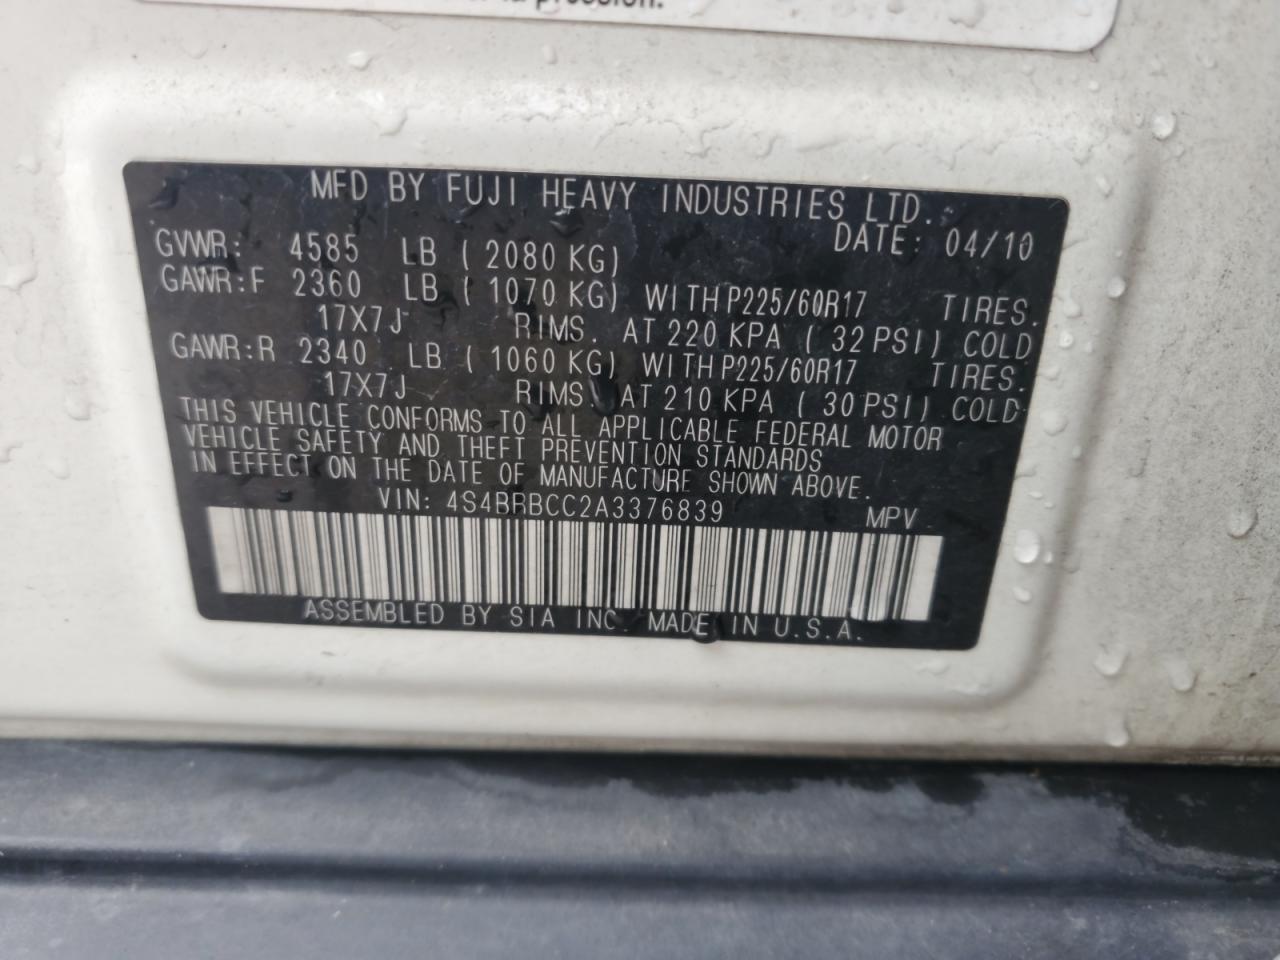 la pression.
MFD BY FUJI HEAVY INDUSTRIES LTD.
DATE: 04/10
GVWR: 4585 LB ( 2080 KG)
GAWR:F 2360 LB ( 1070 KG) WITH P225/60R17 TIRES.
17X7J RIMS. AT 220 KPA ( 32 PSI) COLD
GAWR:R 2340 LB ( 1060 KG) WITH P225/60R17 TIRES.
17X7J RIMS. AT 210 KPA ( 30 PSI) COLD
THIS VEHICLE CONFORMS TO ALL APPLICABLE FEDERAL MOTOR
VEHICLE SAFETY AND THEFT PREVENTION STANDARDS
IN EFFECT ON THE DATE OF MANUFACTURE SHOWN ABOVE.
VIN: 4S4BRBCC2A3376839 MPV
ASSEMBLED BY SIA INC. MADE IN U.S.A.